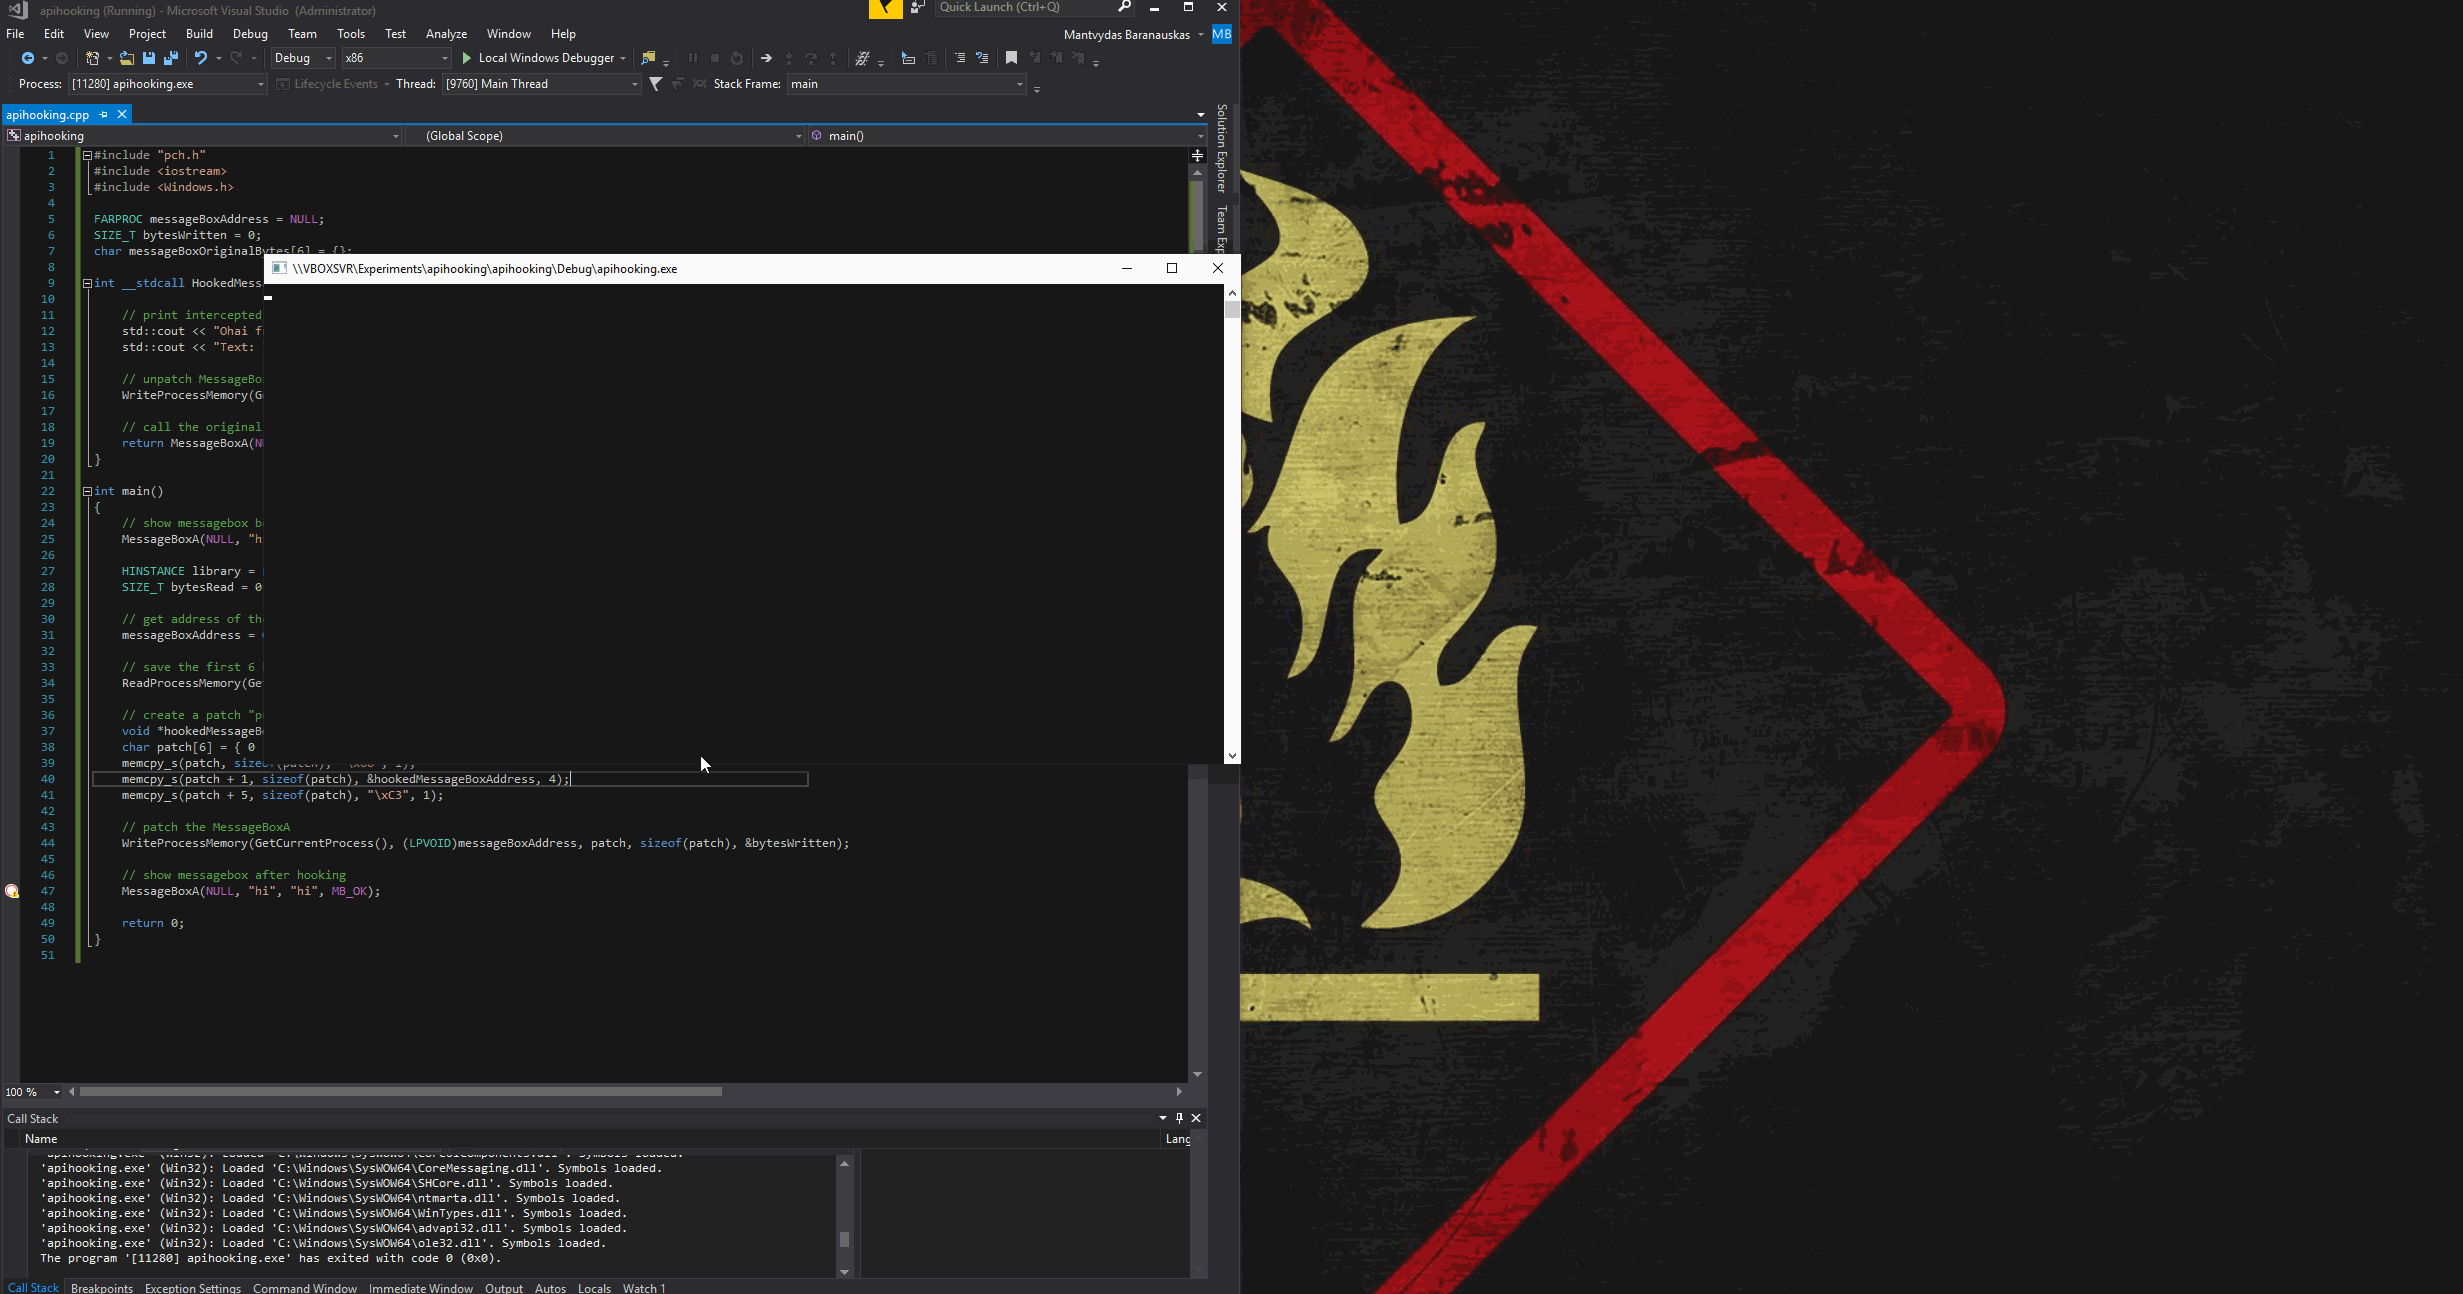 apihooking (Running) - Microsoft Visual Studio (Administrator)
Quick Launch (Ctrl+Q)
File Edit View Project Build Debug Team Tools Test Analyze Window Help
Mantvydas Baranauskas MB
Debug x86 Local Windows Debugger
Process: [11280] apihooking.exe Lifecycle Events Thread: [9760] Main Thread Stack Frame: main
apihooking.cpp
apihooking (Global Scope) main()
Solution Explorer
Team Exp
1 #include "pch.h"
2 #include <iostream>
3 #include <Windows.h>
4
5 FARPROC messageBoxAddress = NULL;
6 SIZE_T bytesWritten = 0;
7 char messageBoxOriginalBytes[6] = {};
8
\\VBOXSVR\Experiments\apihooking\apihooking\Debug\apihooking.exe
9 int __stdcall HookedMess
10
11 // print intercepted
12 std::cout << "Ohai f
13 std::cout << "Text:
14
15 // unpatch MessageBo
16 WriteProcessMemory(G
17
18 // call the original
19 return MessageBoxA(N
20 }
21
22 int main()
23 {
24 // show messagebox b
25 MessageBoxA(NULL, "h
26
27 HINSTANCE library =
28 SIZE_T bytesRead = 0
29
30 // get address of th
31 messageBoxAddress =
32
33 // save the first 6
34 ReadProcessMemory(Ge
35
36 // create a patch "p
37 void *hookedMessageB
38 char patch[6] = { 0
39 memcpy_s(patch, sizeof(patch), "\x68", 1);
40 memcpy_s(patch + 1, sizeof(patch), &hookedMessageBoxAddress, 4);
41 memcpy_s(patch + 5, sizeof(patch), "\xC3", 1);
42
43 // patch the MessageBoxA
44 WriteProcessMemory(GetCurrentProcess(), (LPVOID)messageBoxAddress, patch, sizeof(patch), &bytesWritten);
45
46 // show messagebox after hooking
47 MessageBoxA(NULL, "hi", "hi", MB_OK);
48
49 return 0;
50 }
51
100 %
Call Stack
Name Lang
'apihooking.exe' (Win32): Loaded 'C:\Windows\SysWOW64\CoreMessaging.dll'. Symbols loaded.
'apihooking.exe' (Win32): Loaded 'C:\Windows\SysWOW64\SHCore.dll'. Symbols loaded.
'apihooking.exe' (Win32): Loaded 'C:\Windows\SysWOW64\ntmarta.dll'. Symbols loaded.
'apihooking.exe' (Win32): Loaded 'C:\Windows\SysWOW64\WinTypes.dll'. Symbols loaded.
'apihooking.exe' (Win32): Loaded 'C:\Windows\SysWOW64\advapi32.dll'. Symbols loaded.
'apihooking.exe' (Win32): Loaded 'C:\Windows\SysWOW64\ole32.dll'. Symbols loaded.
The program '[11280] apihooking.exe' has exited with code 0 (0x0).
Call Stack Breakpoints Exception Settings Command Window Immediate Window Output Autos Locals Watch 1